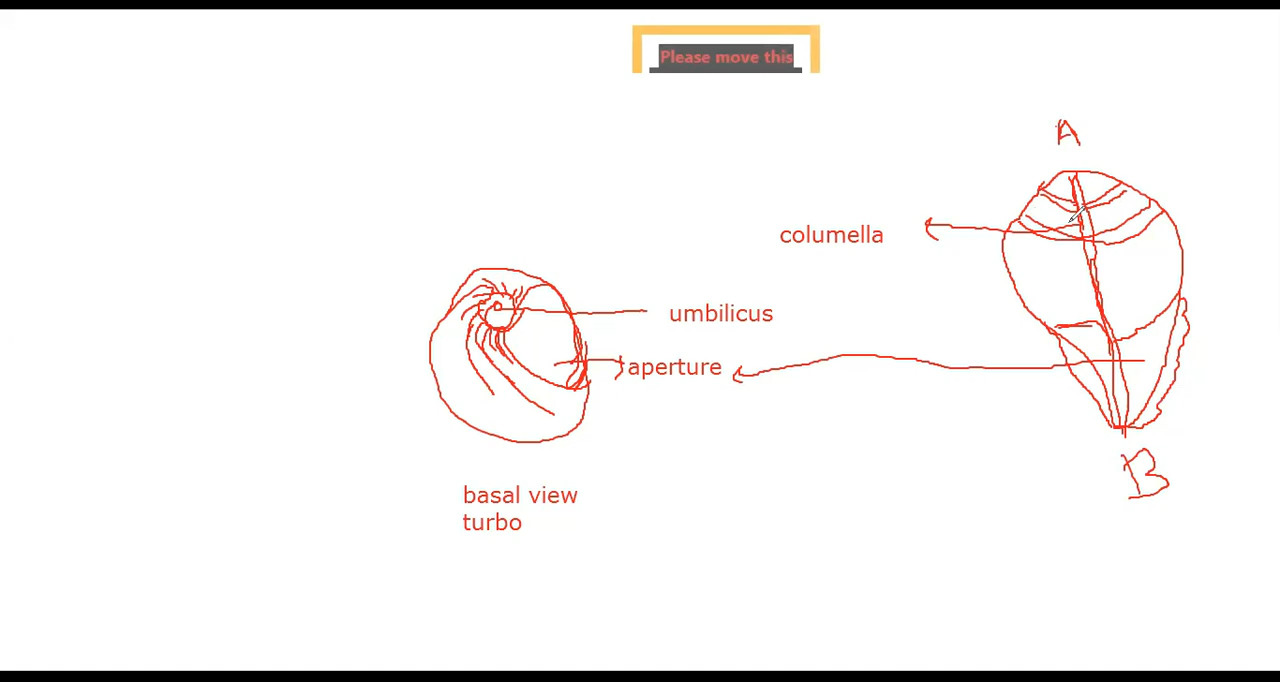 Please move this
A
columella
umbilicus
aperture
B
basal view
turbo